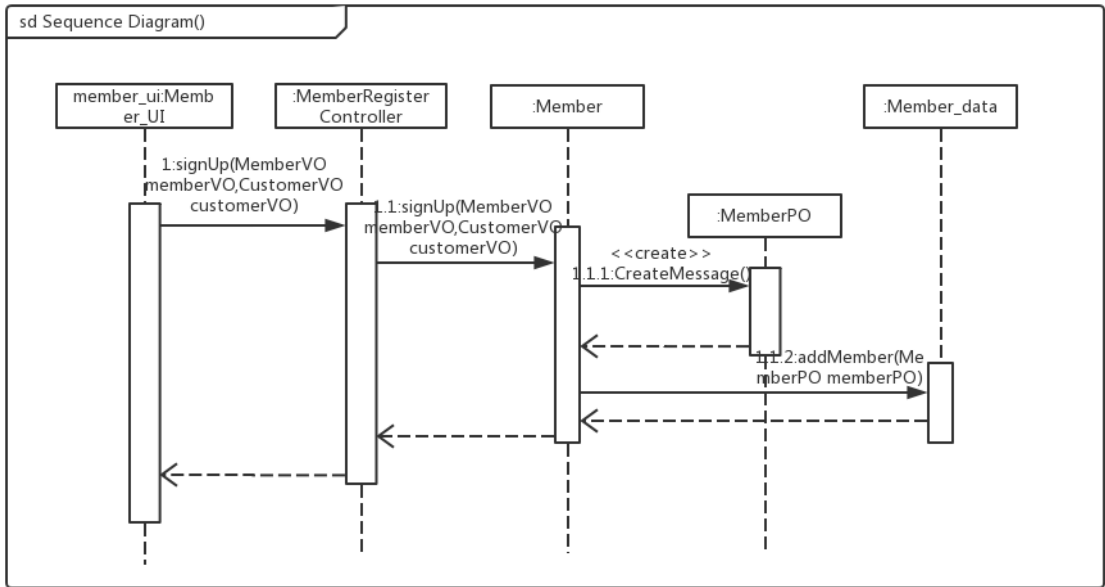 sd Sequence Diagram()
member_ui:Memb
er_UI
:MemberRegister
Controller
:Member
:Member_data
1:signUp(MemberVO
memberVO,CustomerVO
customerVO)
1.1:signUp(MemberVO
memberVO,CustomerVO
customerVO)
:MemberPO
<<create>>
1.1.1:CreateMessage()
1.1.2:addMember(Me
mberPO memberPO)